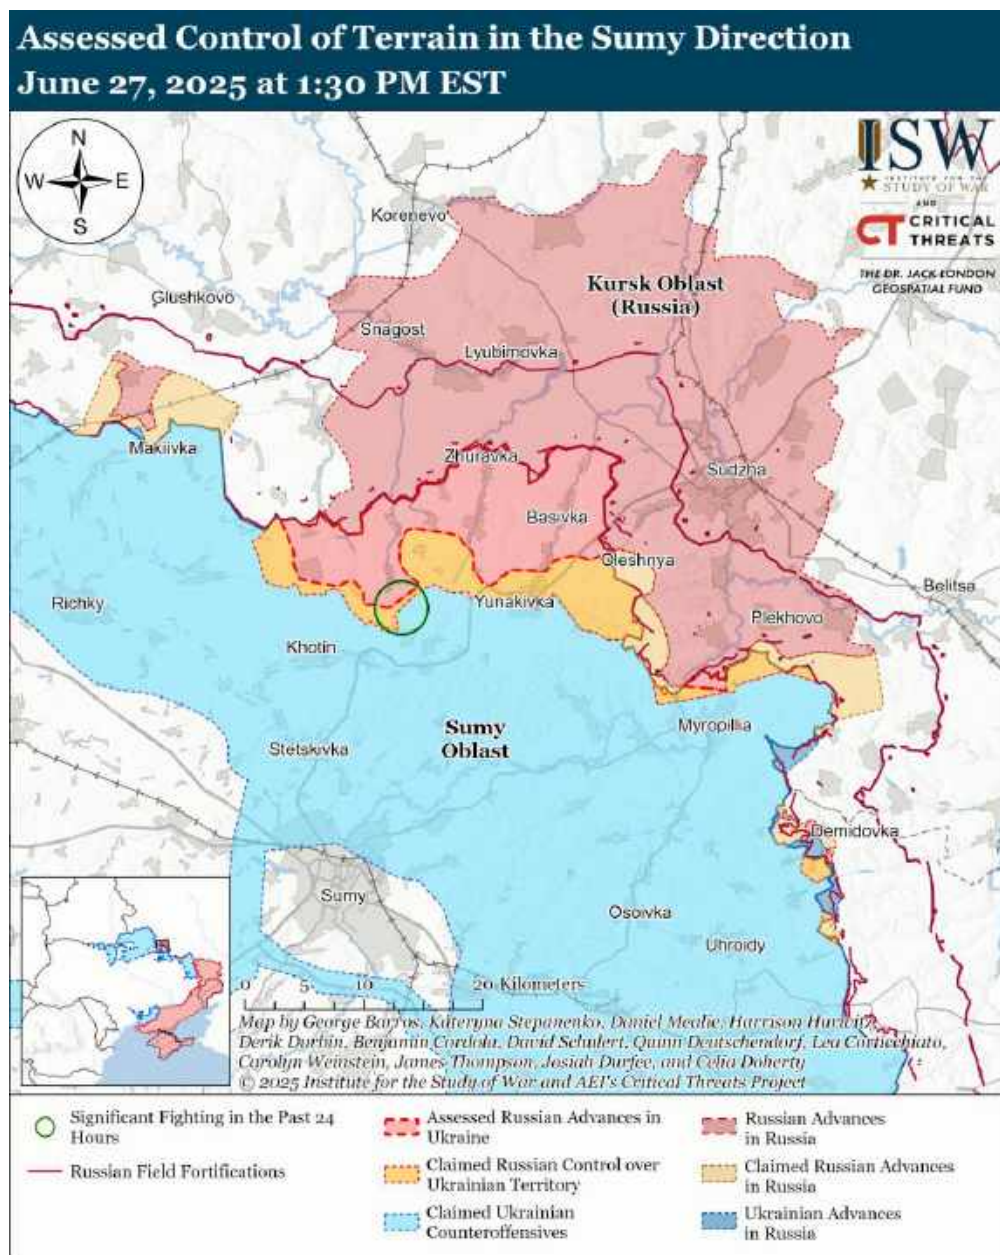 Assessed Control of Terrain in the Sumy Direction
June 27, 2025 at 1:30 PM EST
N
W E
S
ISW
INSTITUTE FOR THE
STUDY OF WAR
AND
CT CRITICAL
THREATS
THE DR. JACK LONDON
GEOSPATIAL FUND
Korenevo
Kursk Oblast
(Russia)
Glushkovo
Snagost
Lyubimovka
Makiivka
Zhuravka
Sudzha
Basivka
Oleshnya
Belitsa
Richky
Yunakivka
Plekhovo
Khotin
Myropillia
Sumy
Oblast
Stetskivka
Demidovka
Sumy
Osoivka
Uhroidy
0 5 10 20 Kilometers
Map by George Barros, Kateryna Stepanenko, Daniel Mealie, Harrison
Derik Durbin, Benjamin Cordola, David Schulert, Quinn Deutschendorf, Lea Corticchiato,
Carolyn Weinstein, James Thompson, Josiah Durfee, and Celia Doherty
© 2025 Institute for the Study of War and AEI's Critical Threats Project
Significant Fighting in the Past 24
Hours
Russian Field Fortifications
Assessed Russian Advances in
Ukraine
Claimed Russian Control over
Ukrainian Territory
Claimed Ukrainian
Counteroffensives
Russian Advances
in Russia
Claimed Russian Advances
in Russia
Ukrainian Advances
in Russia